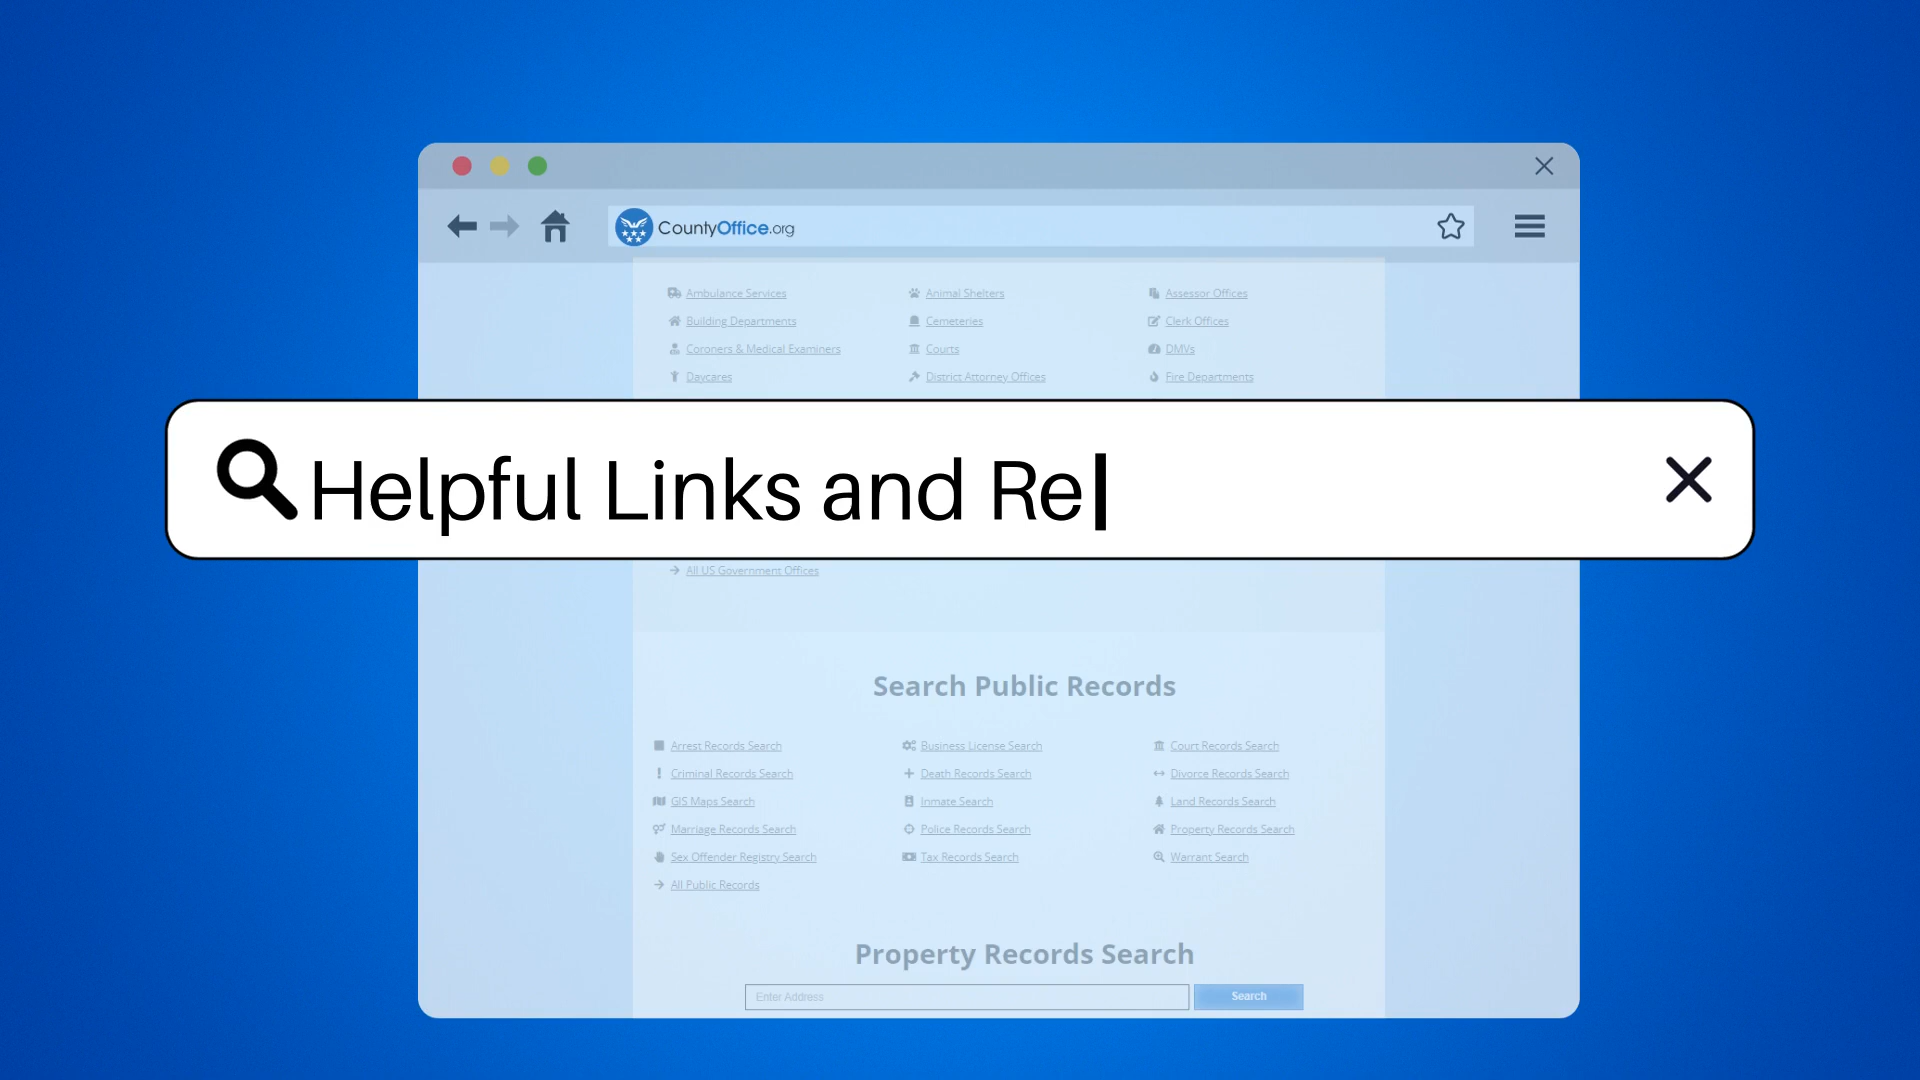 CountyOffice.org
Ambulance Services Animal Shelters Assessor Offices
Building Departments Cemeteries Clerk Offices
Coroners & Medical Examiners Courts DMVs
Daycares District Attorney Offices Fire Departments
Helpful Links and Re
All US Government Offices
Search Public Records
Arrest Records Search Business License Search Court Records Search
Criminal Records Search Death Records Search Divorce Records Search
GIS Maps Search Inmate Search Land Records Search
Marriage Records Search Police Records Search Property Records Search
Sex Offender Registry Search Tax Records Search Warrant Search
All Public Records
Property Records Search
Enter Address Search